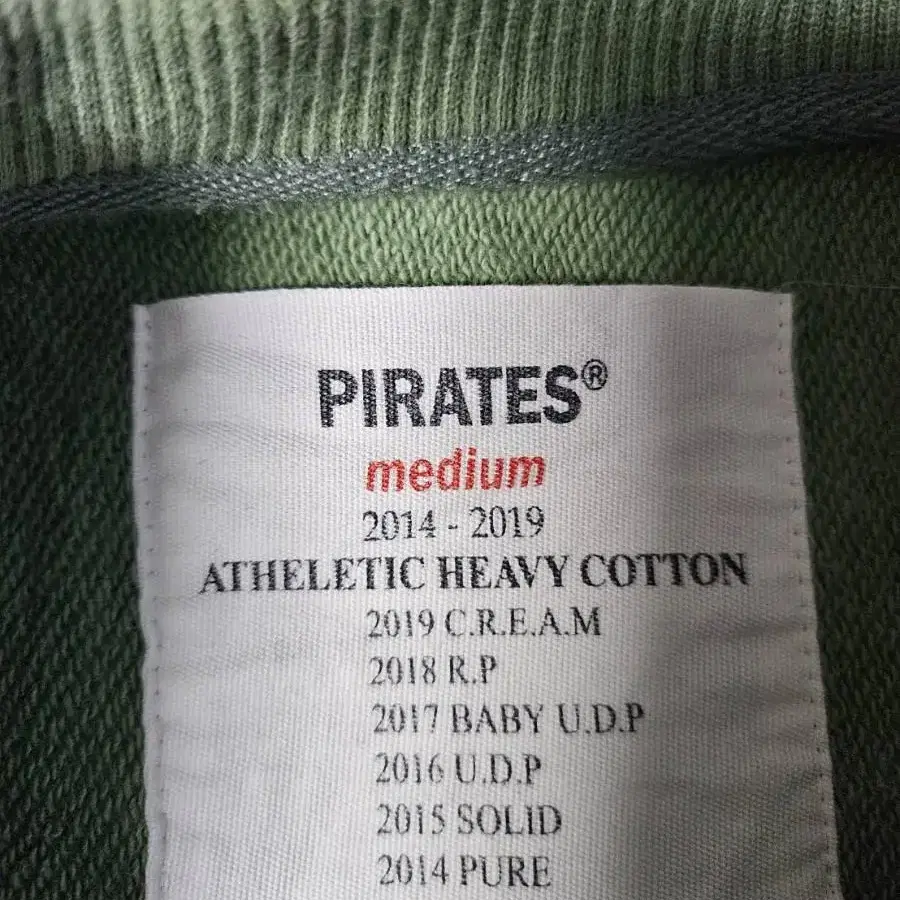 PIRATES®
medium
2014 - 2019
ATHELETIC HEAVY COTTON
2019 C.R.E.A.M
2018 R.P
2017 BABY U.D.P
2016 U.D.P
2015 SOLID
2014 PURE